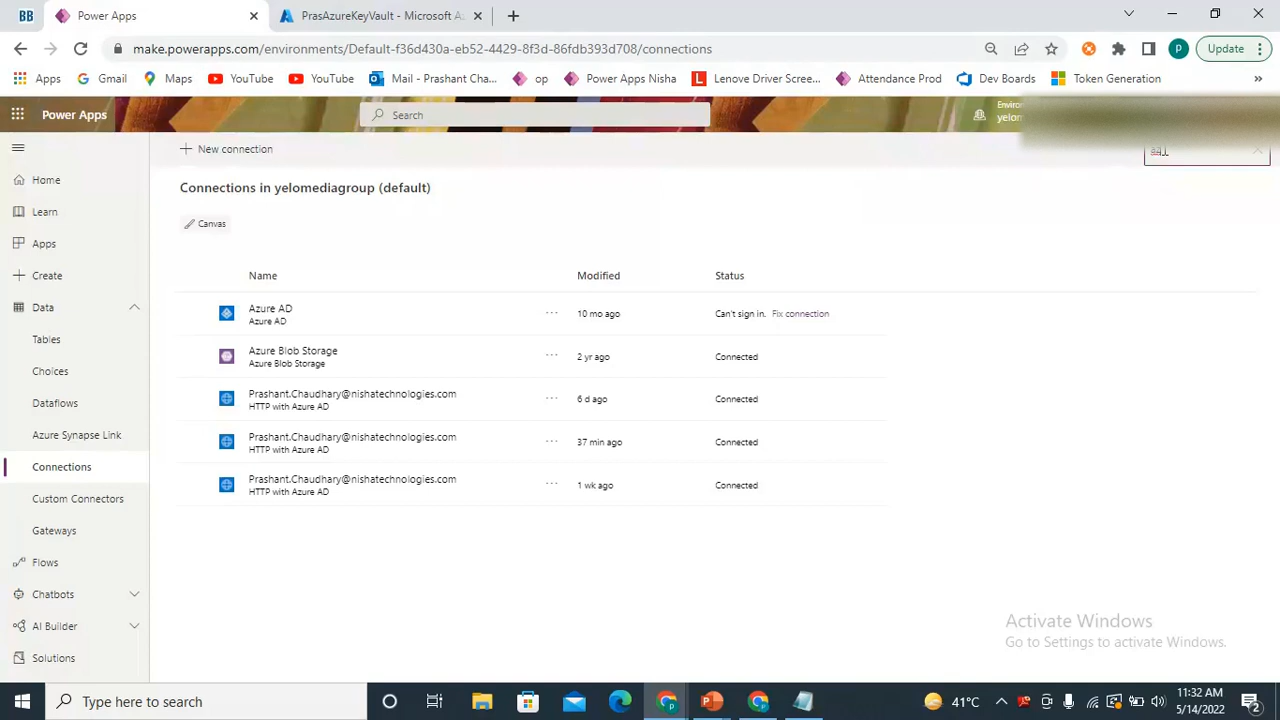 Power Apps
PrasAzureKeyVault - Microsoft Az
make.powerapps.com/environments/Default-f36d430a-eb52-4429-8f3d-86fdb393d708/connections
P
Update
Apps
Gmail
Maps
YouTube
YouTube
Mail - Prashant Cha...
op
Power Apps Nisha
Lenove Driver Scree...
Attendance Prod
Dev Boards
Token Generation
»
Power Apps
Search
Environ
yelom
New connection
Connections in yelomediagroup (default)
Canvas
Home
Learn
Apps
Create
Data
Tables
Choices
Dataflows
Azure Synapse Link
Connections
Custom Connectors
Gateways
Flows
Chatbots
AI Builder
Solutions
Name Modified Status
Azure AD ... 10 mo ago Can't sign in. Fix connection
Azure AD
Azure Blob Storage ... 2 yr ago Connected
Azure Blob Storage
Prashant.Chaudhary@nishatechnologies.com ... 6 d ago Connected
HTTP with Azure AD
Prashant.Chaudhary@nishatechnologies.com ... 37 min ago Connected
HTTP with Azure AD
Prashant.Chaudhary@nishatechnologies.com ... 1 wk ago Connected
HTTP with Azure AD
Activate Windows
Go to Settings to activate Windows.
Type here to search
41°C
11:32 AM
5/14/2022
2